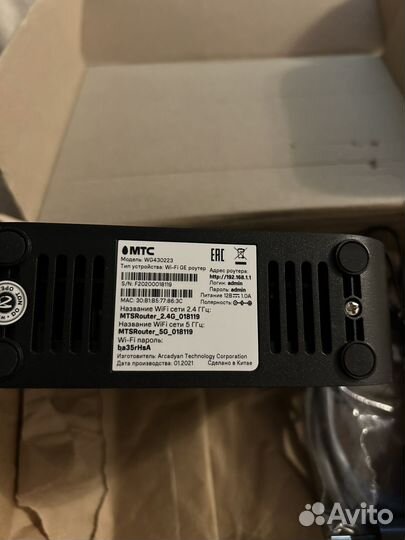 МТС
Модель: WG430223
Тип устройства: Wi-Fi GE роутер
S/N: F20200018119
MAC: 30:B1:B5:77:86:3C
EAC
Адрес роутера:
http://192.168.1.1
Логин: admin
Пароль: admin
Питание 12В 1.0А
Название WiFi сети 2.4 ГГц:
MTSRouter_2.4G_018119
Название WiFi сети 5 ГГц:
MTSRouter_5G_018119
Wi-Fi пароль:
ba35rHsA
Изготовитель: Arcadyan Technology Corporation
Дата производства: 01.2021
Сделано в Китае
Avito